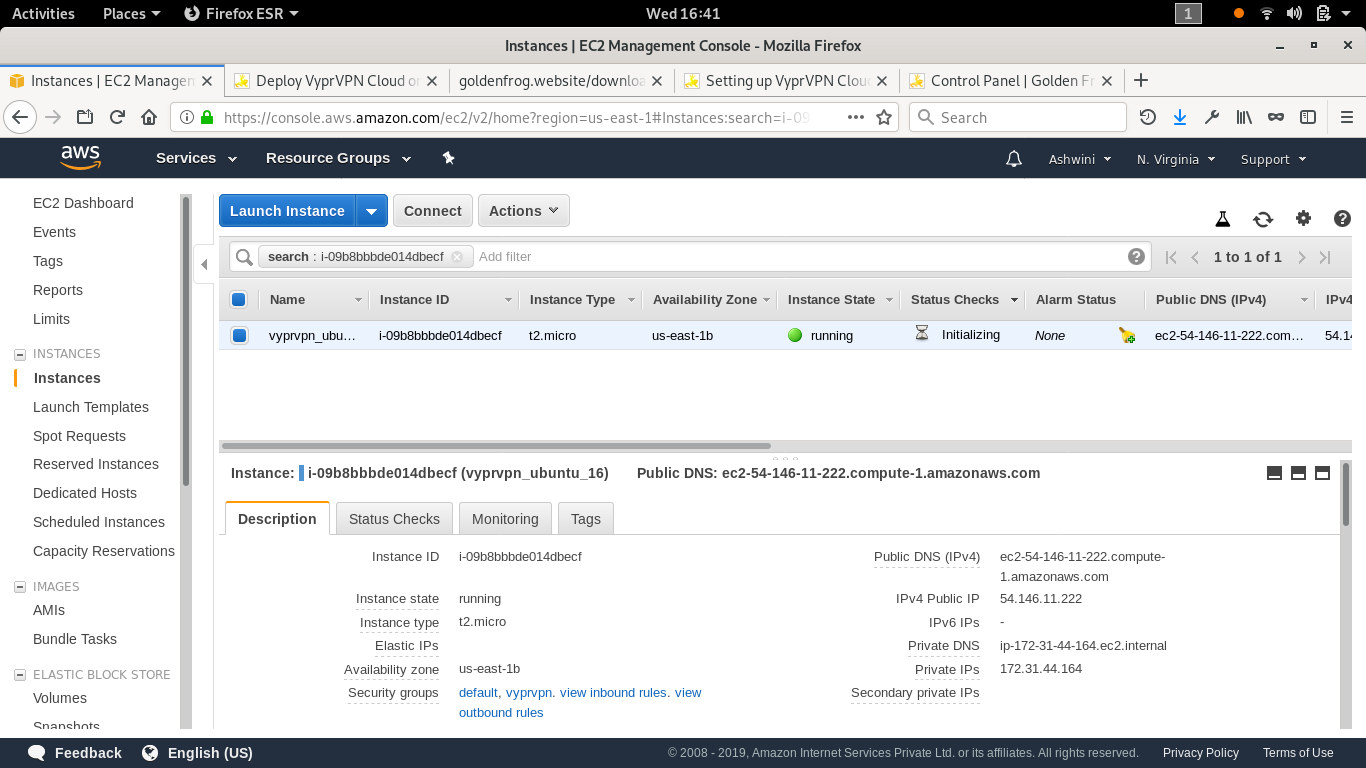 Activities Places Firefox ESR Wed 16:41 1
Instances | EC2 Management Console - Mozilla Firefox
Instances | EC2 Manage Deploy VyprVPN Cloud goldenfrog.website/downlo Setting up VyprVPN Clou Control Panel | Golden F
https://console.aws.amazon.com/ec2/v2/home?region=us-east-1#Instances:search=i-09 Search
aws Services Resource Groups Ashwini N. Virginia Support
EC2 Dashboard
Events
Tags
Reports
Limits
INSTANCES
Instances
Launch Templates
Spot Requests
Reserved Instances
Dedicated Hosts
Scheduled Instances
Capacity Reservations
IMAGES
AMIs
Bundle Tasks
ELASTIC BLOCK STORE
Volumes
Snapshots
Launch Instance Connect Actions
search : i-09b8bbbde014dbecf Add filter 1 to 1 of 1
Name Instance ID Instance Type Availability Zone Instance State Status Checks Alarm Status Public DNS (IPv4) IPv4
vyprvpn_ubu… i-09b8bbbde014dbecf t2.micro us-east-1b running Initializing None ec2-54-146-11-222.com… 54.14
Instance: i-09b8bbbde014dbecf (vyprvpn_ubuntu_16) Public DNS: ec2-54-146-11-222.compute-1.amazonaws.com
Description Status Checks Monitoring Tags
Instance ID i-09b8bbbde014dbecf Public DNS (IPv4) ec2-54-146-11-222.compute-
1.amazonaws.com
Instance state running IPv4 Public IP 54.146.11.222
Instance type t2.micro IPv6 IPs -
Elastic IPs Private DNS ip-172-31-44-164.ec2.internal
Availability zone us-east-1b Private IPs 172.31.44.164
Security groups default, vyprvpn. view inbound rules. view Secondary private IPs
outbound rules
Feedback English (US) © 2008 - 2019, Amazon Internet Services Private Ltd. or its affiliates. All rights reserved. Privacy Policy Terms of Use